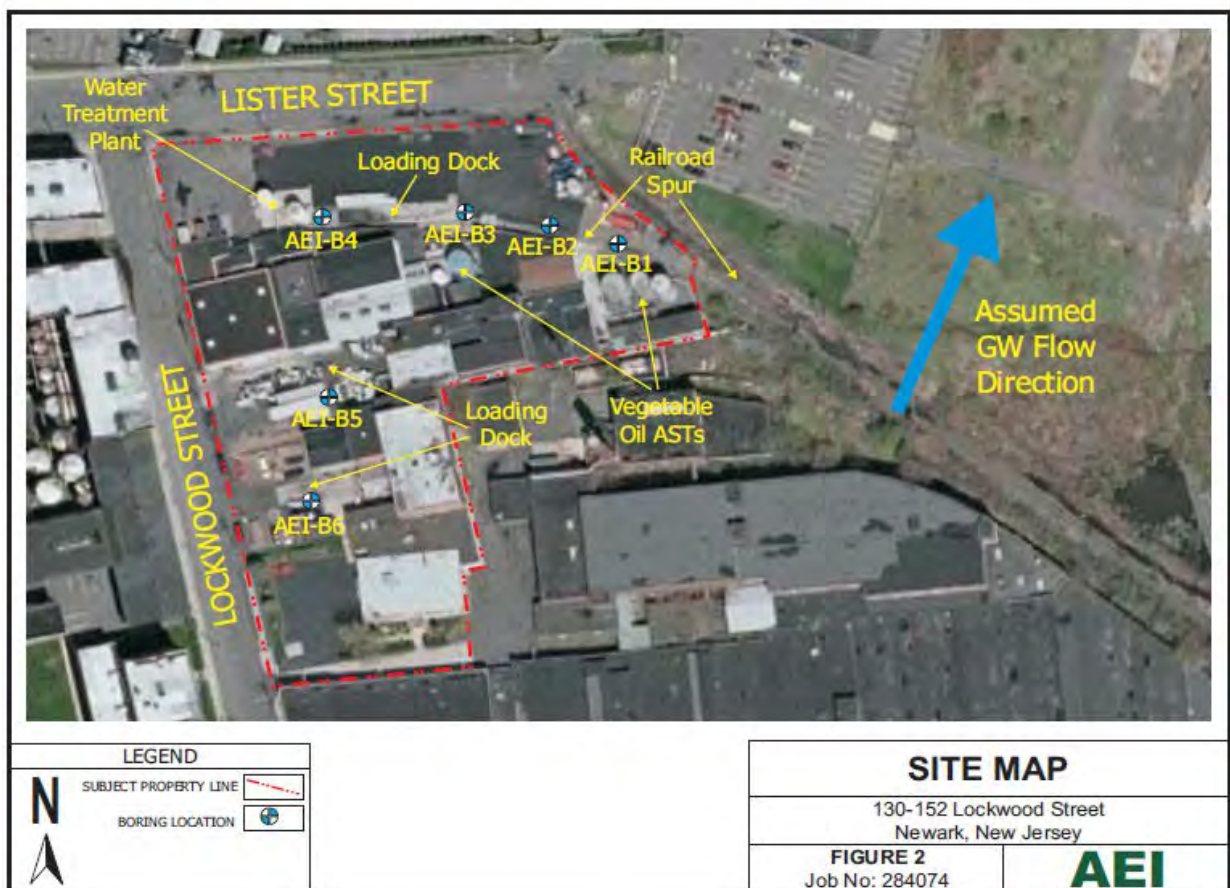 LISTER STREET
Water
Treatment
Plant
Loading Dock
Railroad
Spur
AEI-B4
AEI-B3
AEI-B2
AEI-B1
Assumed
GW Flow
Direction
LOCKWOOD STREET
AEI-B5
Loading
Dock
Vegetable
Oil ASTs
AEI-B6
LEGEND
N
SUBJECT PROPERTY LINE
BORING LOCATION
SITE MAP
130-152 Lockwood Street
Newark, New Jersey
FIGURE 2
Job No: 284074
AEI